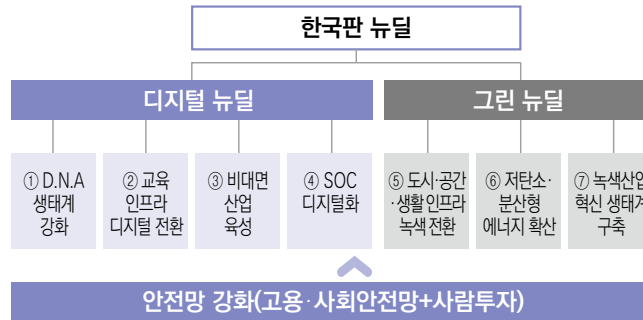 한국판 뉴딜
디지털 뉴딜
그린 뉴딜
① D.N.A
생태계
강화
② 교육
인프라
디지털 전환
③ 비대면
산업
육성
④ SOC
디지털화
⑤ 도시·공간
·생활 인프라
녹색 전환
⑥ 저탄소·
분산형
에너지 확산
⑦ 녹색산업
혁신 생태계
구축
안전망 강화(고용·사회안전망+사람투자)